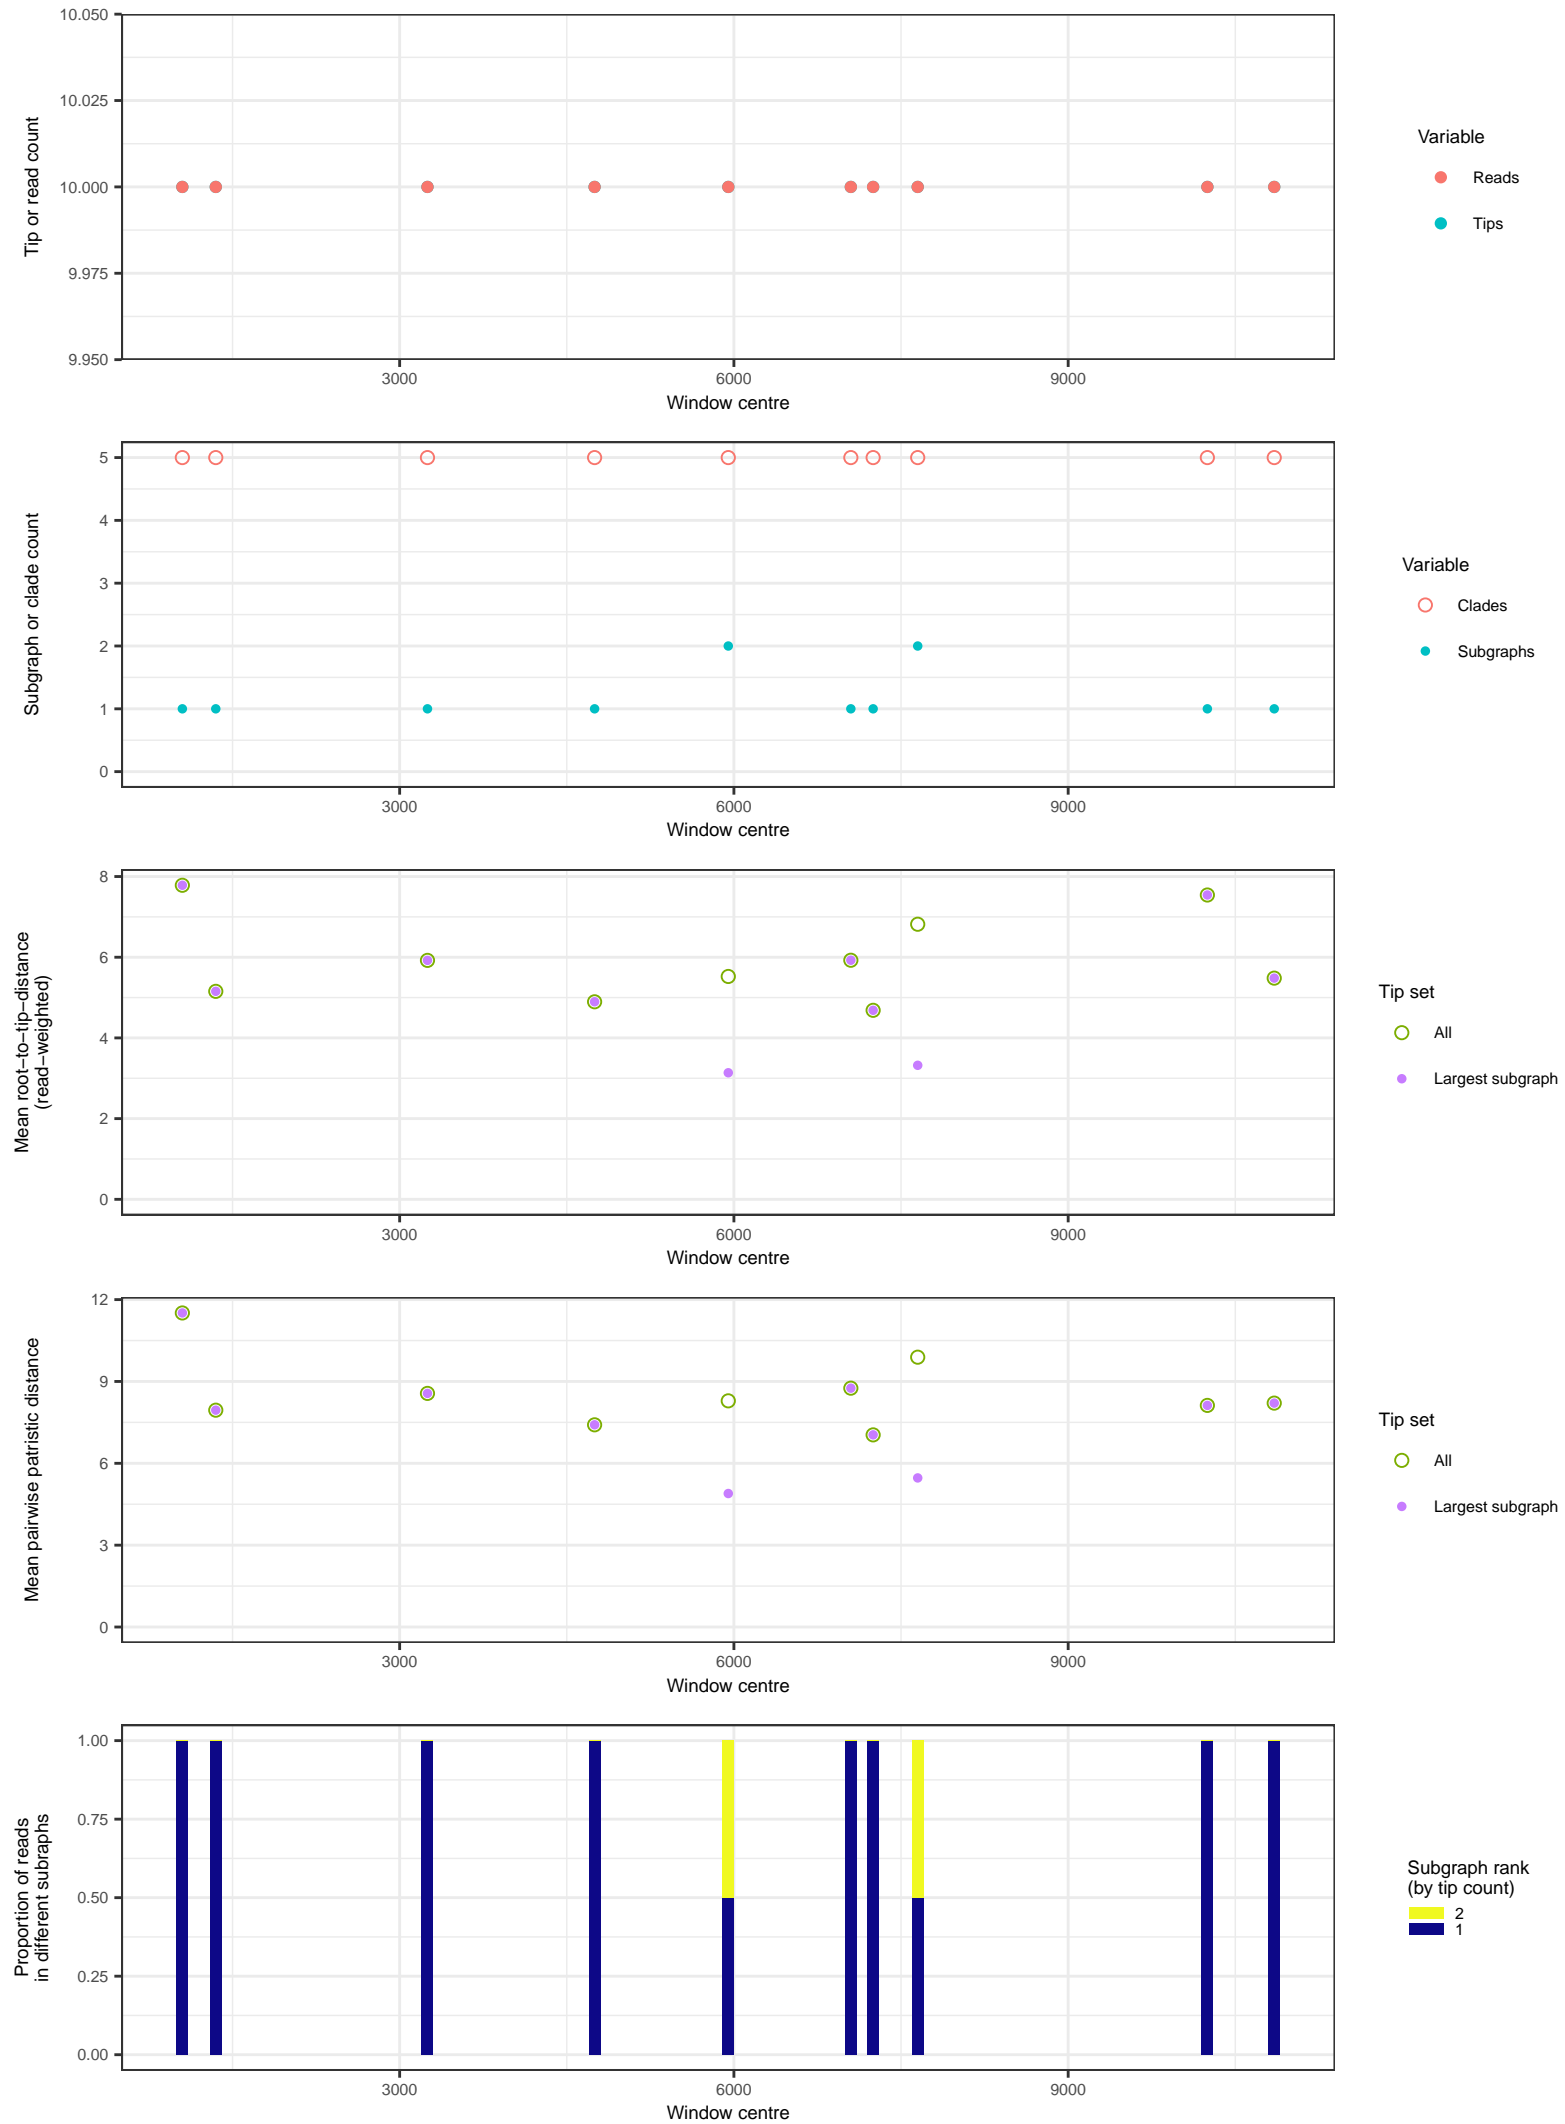 10.050
10.025
10.000
9.975
9.950
Tip or read count
3000
6000
9000
Window centre
Variable
Reads
Tips
5
4
3
2
1
0
Subgraph or clade count
3000
6000
9000
Window centre
Variable
Clades
Subgraphs
8
6
4
2
0
Mean root−to−tip−distance
(read−weighted)
3000
6000
9000
Window centre
Tip set
All
Largest subgraph
12
9
6
3
0
Mean pairwise patristic distance
3000
6000
9000
Window centre
Tip set
All
Largest subgraph
1.00
0.75
0.50
0.25
0.00
Proportion of reads
in different subraphs
3000
6000
9000
Window centre
Subgraph rank
(by tip count)
2
1